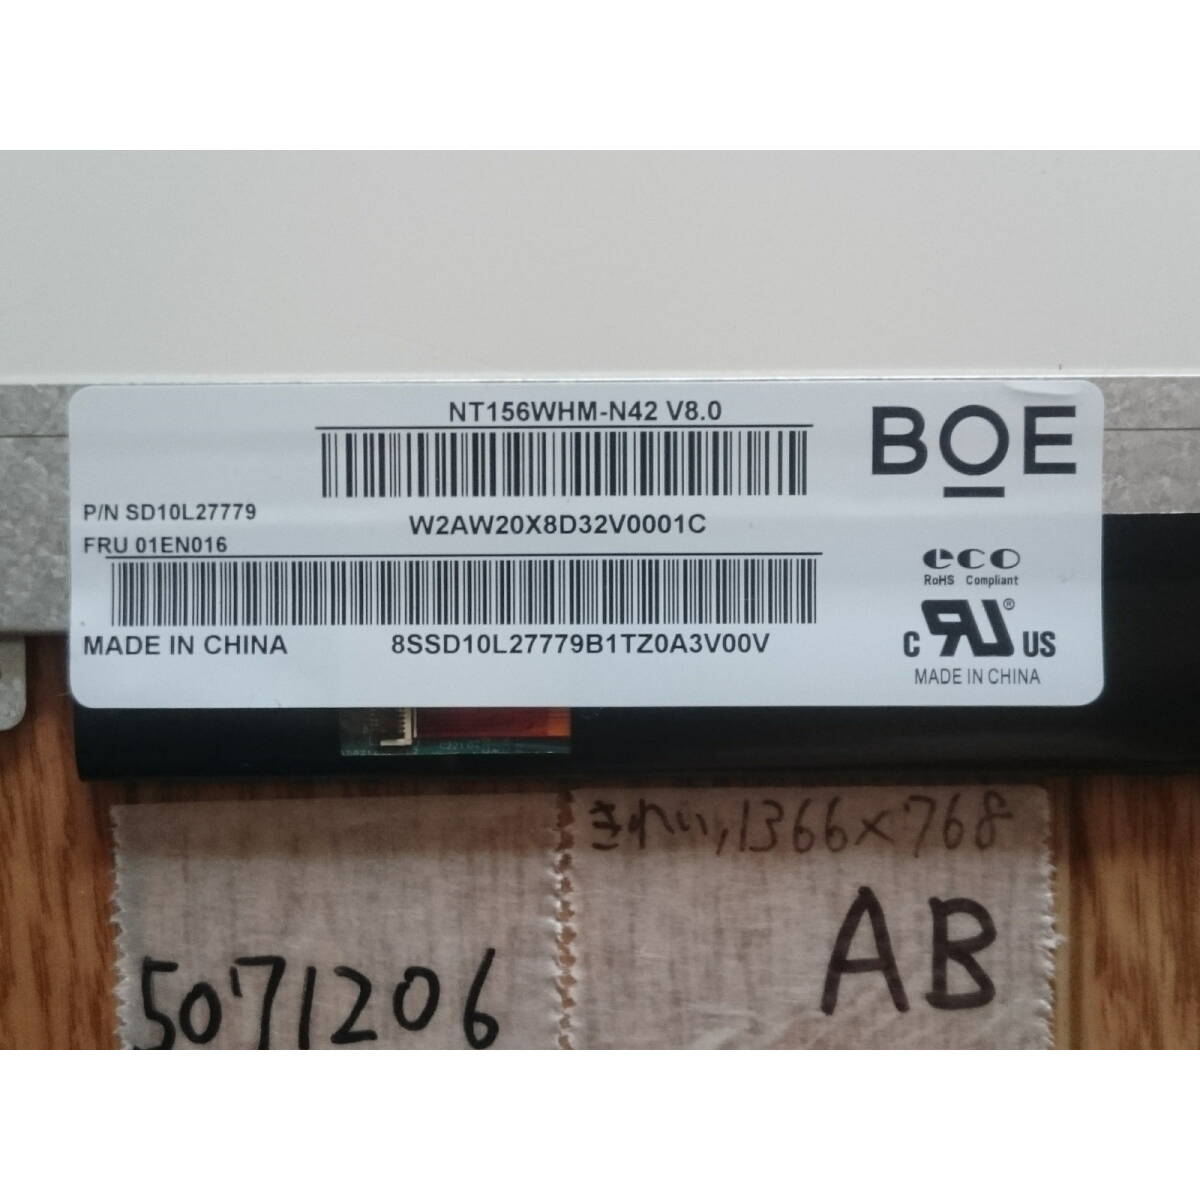 NT156WHM-N42 V8.0
BOE
P/N SD10L27779
W2AW20X8D32V0001C
FRU 01EN016
eco
RoHS Compliant
MADE IN CHINA
8SSD10L27779B1TZ0A3V00V
c RU ® US
MADE IN CHINA
きれい, 1366×768
AB
5071206